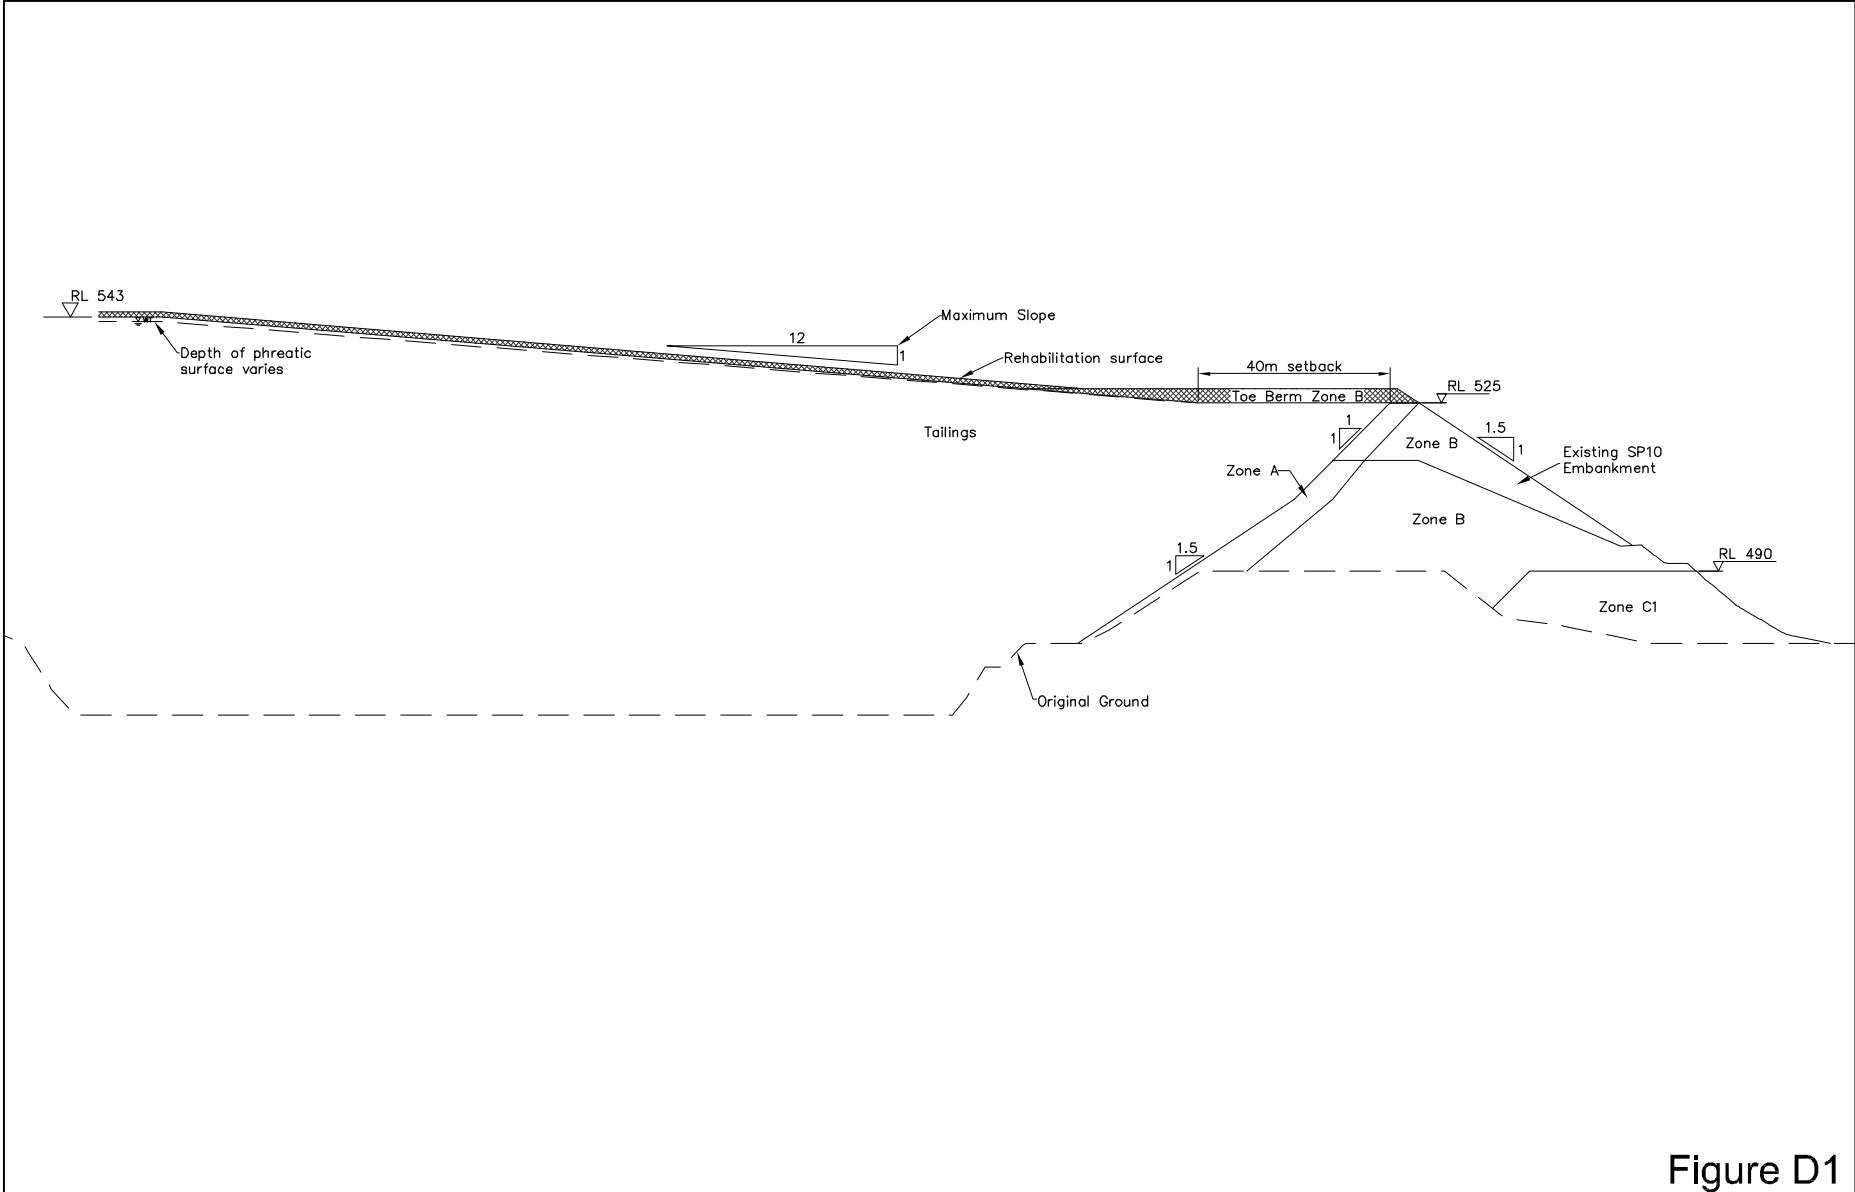 RL 543
Depth of phreatic
surface varies
12
1
Maximum Slope
Rehabilitation surface
40m setback
RL 525
Toe Berm Zone B
Tailings
1
1
Zone B
1.5
1
Existing SP10
Embankment
Zone A
Zone B
1.5
1
RL 490
Zone C1
Original Ground
Figure D1